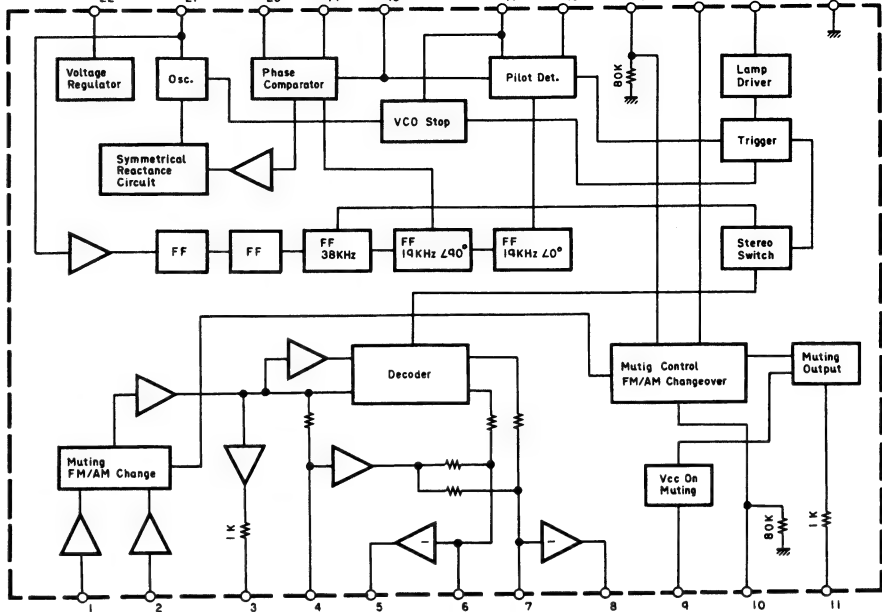 Voltage
Regulator
Osc.
Phase
Comparator
Pilot Det.
80K
Lamp
Driver
VCO Stop
Trigger
Symmetrical
Reactance
Circuit
FF
FF
FF
38KHz
FF
19KHz ∠90°
FF
19KHz ∠0°
Stereo
Switch
Decoder
Mutig Control
FM/AM Changeover
Muting
Output
Muting
FM/AM Change
Vcc On
Muting
1K
80K
1K
-
-
1
2
3
4
5
6
7
8
9
10
11